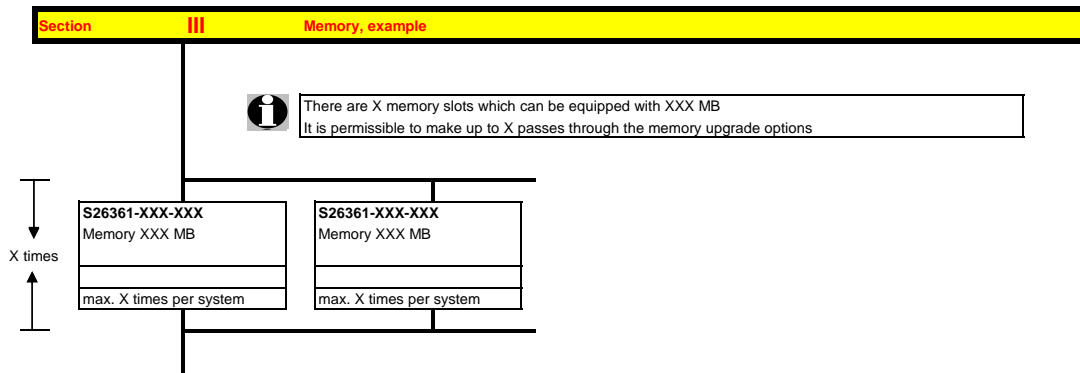 Section III Memory, example
There are X memory slots which can be equipped with XXX MB
It is permissible to make up to X passes through the memory upgrade options
S26361-XXX-XXX S26361-XXX-XXX
Memory XXX MB Memory XXX MB
X times
max. X times per system max. X times per system